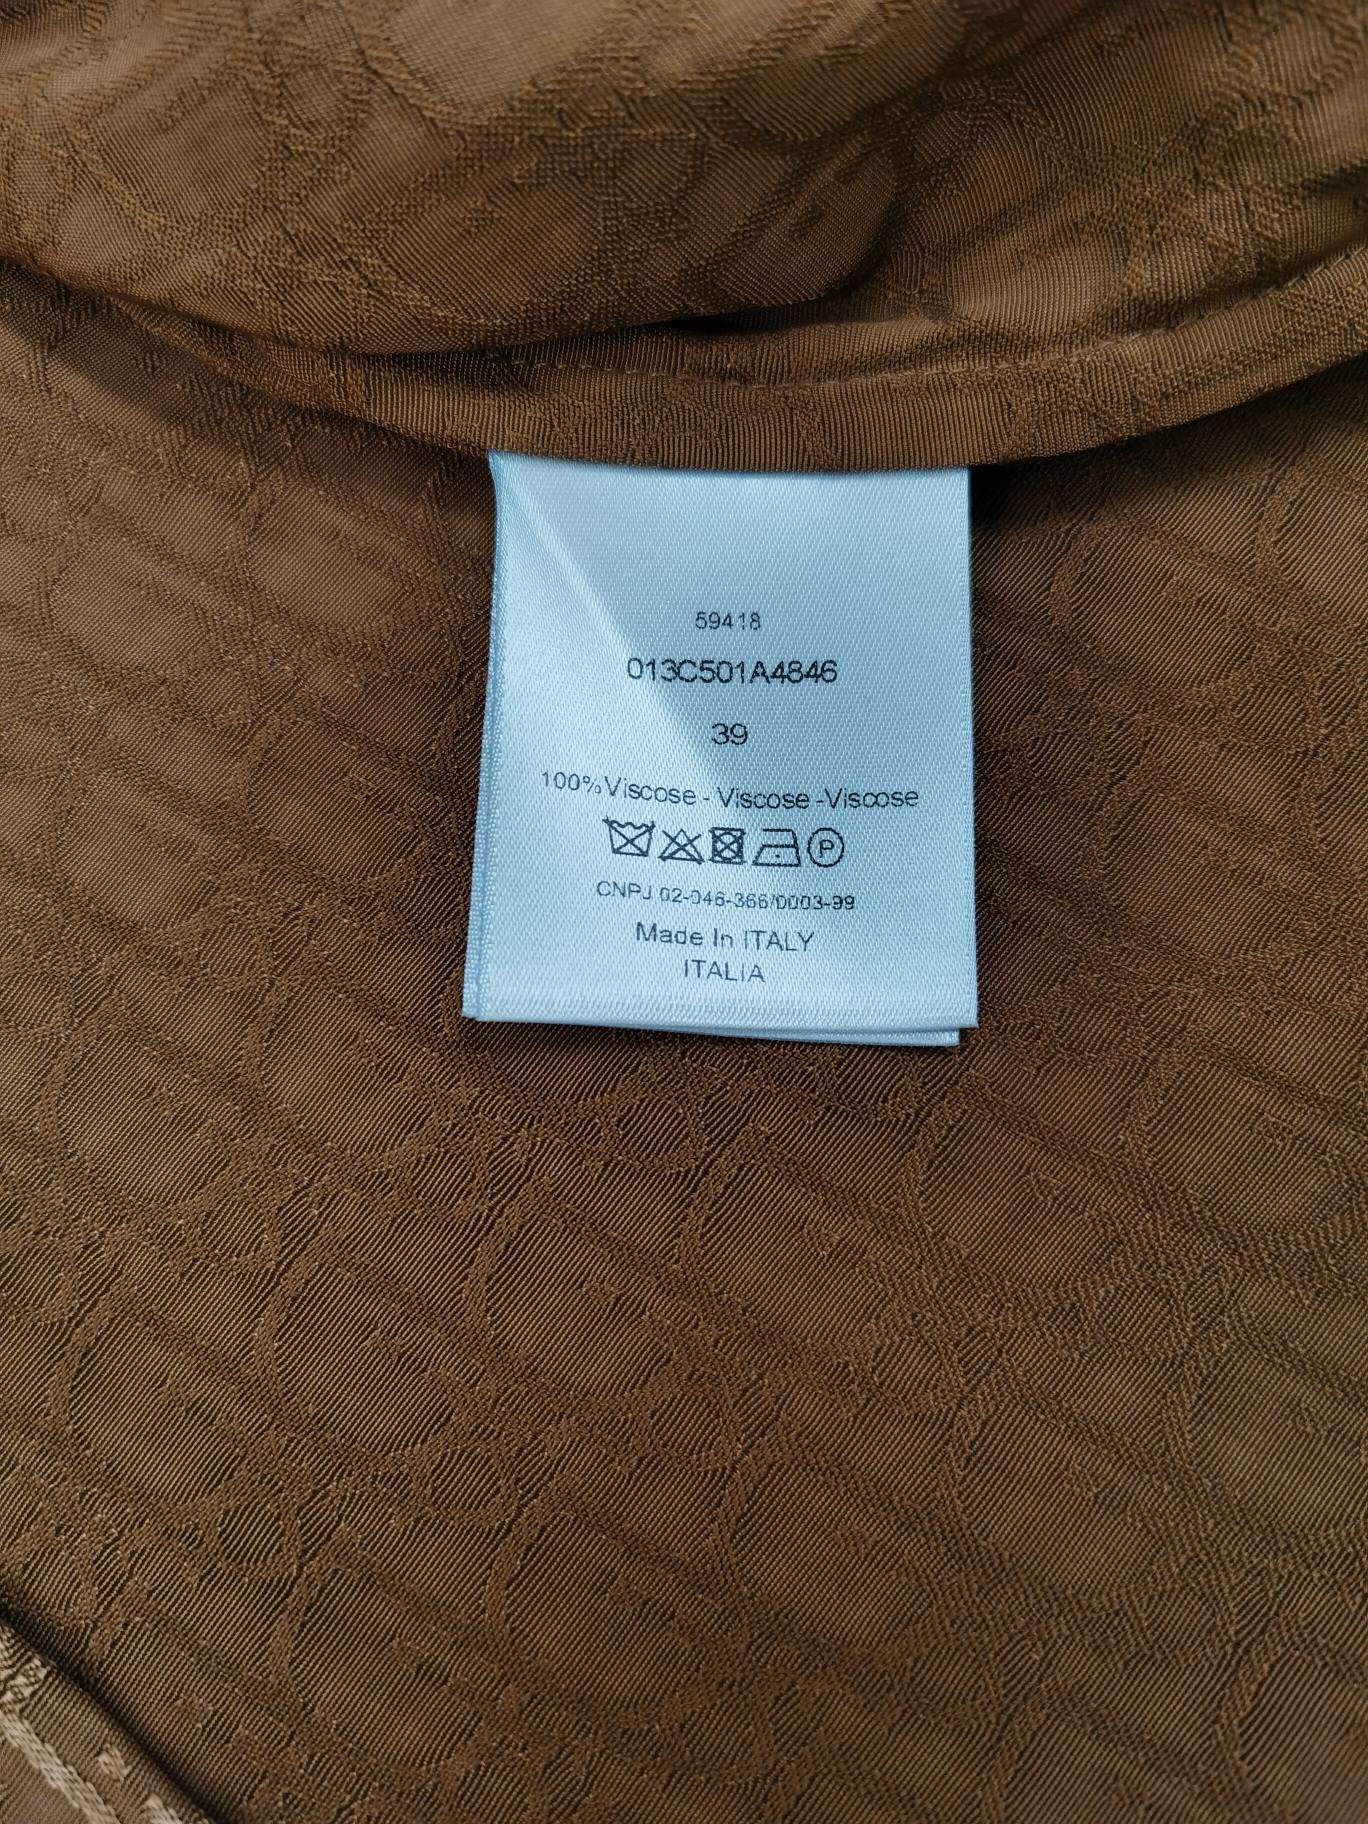 59418
013C501A4846
39
100%Viscose - Viscose -Viscose
P
CNPJ 02-046-366/0003-99
Made In ITALY
ITALIA